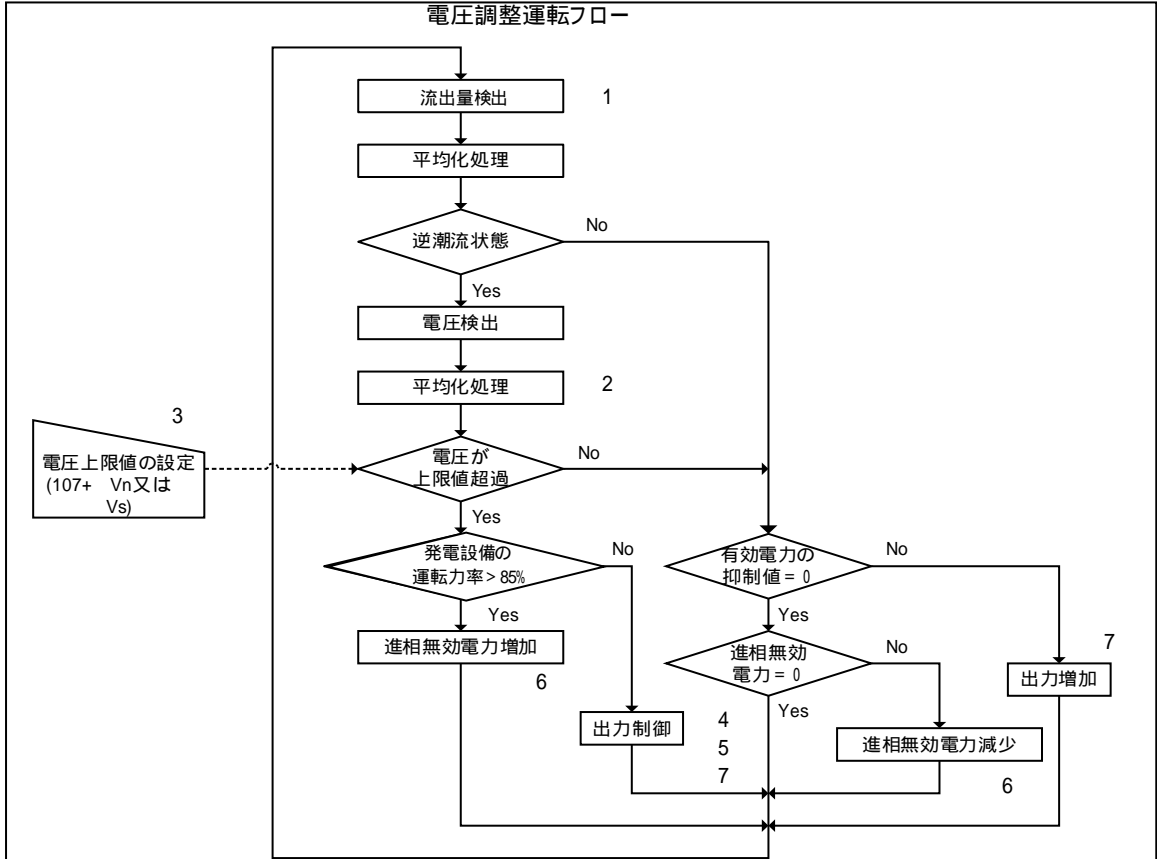 電圧調整運転フロー
流出量検出
1
平均化処理
逆潮流状態
No
Yes
電圧検出
平均化処理
2
3
電圧上限値の設定
(107+ Vn又は
Vs)
電圧が
上限値超過
No
Yes
発電設備の
運転力率>85%
No
Yes
進相無効電力増加
6
出力制御
4
5
7
有効電力の
抑制値=0
No
Yes
進相無効
電力=0
No
Yes
進相無効電力減少
6
7
出力増加